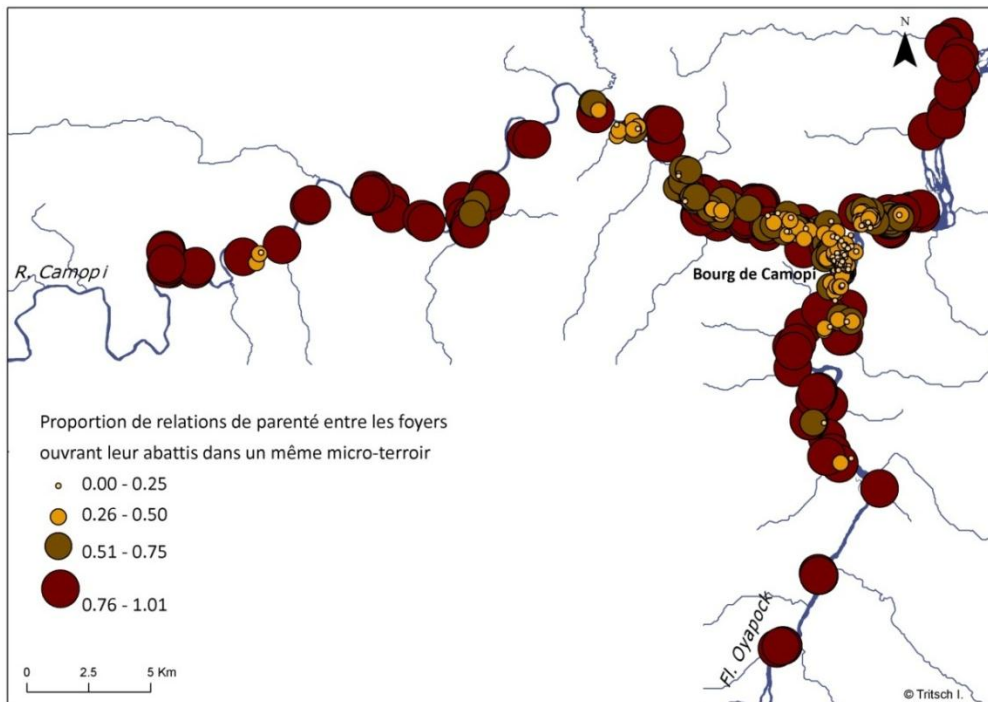 N
R. Camopi
Bourg de Camopi
Proportion de relations de parenté entre les foyers
ouvrant leur abattis dans un même micro-terroir
0.00 - 0.25
0.26 - 0.50
0.51 - 0.75
0.76 - 1.01
Fl. Oyapock
0 2.5 5 Km
© Tritsch I.